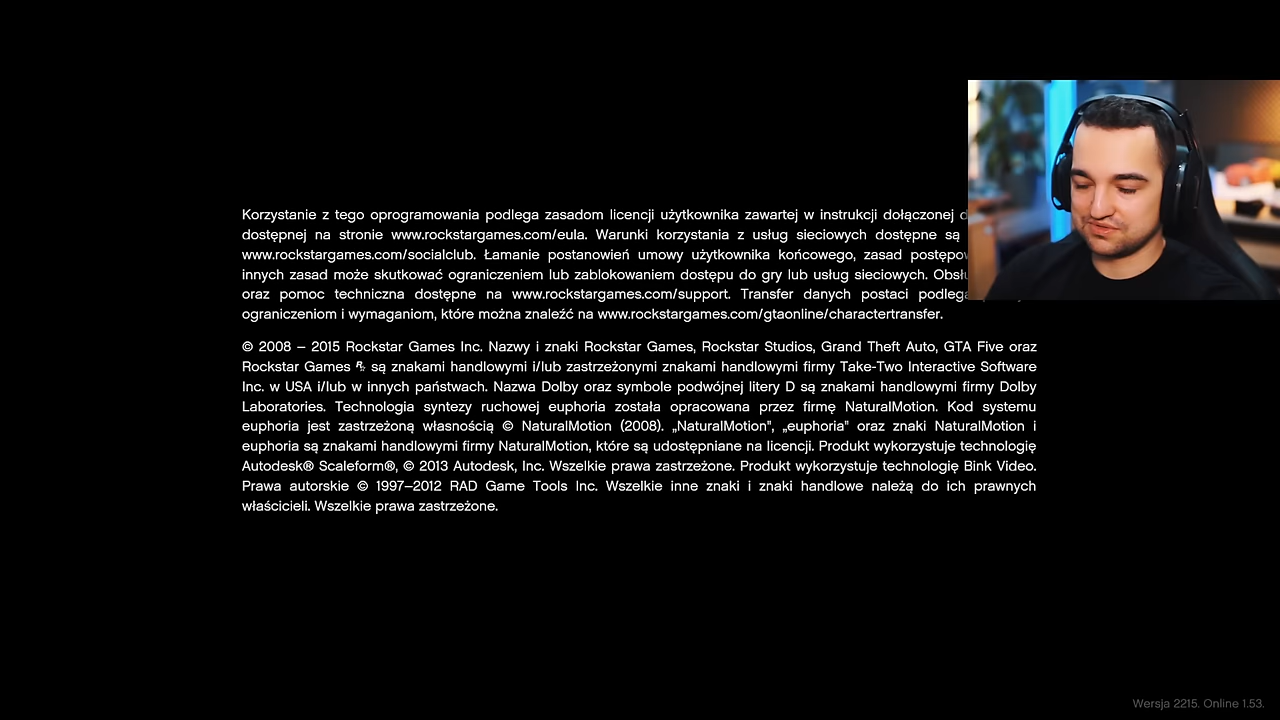 Korzystanie z tego oprogramowania podlega zasadom licencji użytkownika zawartej w instrukcji dołączonej
dostępnej na stronie www.rockstargames.com/eula. Warunki korzystania z usług sieciowych dostępne są
www.rockstargames.com/socialclub. Łamanie postanowień umowy użytkownika końcowego, zasad
innych zasad może skutkować ograniczeniem lub zablokowaniem dostępu do gry lub usług sieciowych.
oraz pomoc techniczna dostępne na www.rockstargames.com/support. Transfer danych postaci
ograniczeniom i wymaganiom, które można znaleźć na www.rockstargames.com/gtaonline/charactertransfer.
© 2008 – 2015 Rockstar Games Inc. Nazwy i znaki Rockstar Games, Rockstar Studios, Grand Theft Auto, GTA Five oraz
Rockstar Games R* są znakami handlowymi i/lub zastrzeżonymi znakami handlowymi firmy Take-Two Interactive Software
Inc. w USA i/lub w innych państwach. Nazwa Dolby oraz symbole podwójnej litery D są znakami handlowymi firmy Dolby
Laboratories. Technologia syntezy ruchowej euphoria została opracowana przez firmę NaturalMotion. Kod systemu
euphoria jest zastrzeżoną własnością © NaturalMotion (2008). „NaturalMotion", „euphoria" oraz znaki NaturalMotion i
euphoria są znakami handlowymi firmy NaturalMotion, które są udostępniane na licencji. Produkt wykorzystuje technologię
Autodesk® Scaleform®, © 2013 Autodesk, Inc. Wszelkie prawa zastrzeżone. Produkt wykorzystuje technologię Bink Video.
Prawa autorskie © 1997–2012 RAD Game Tools Inc. Wszelkie inne znaki i znaki handlowe należą do ich prawnych
właścicieli. Wszelkie prawa zastrzeżone.
Wersja 2215. Online 1.53.